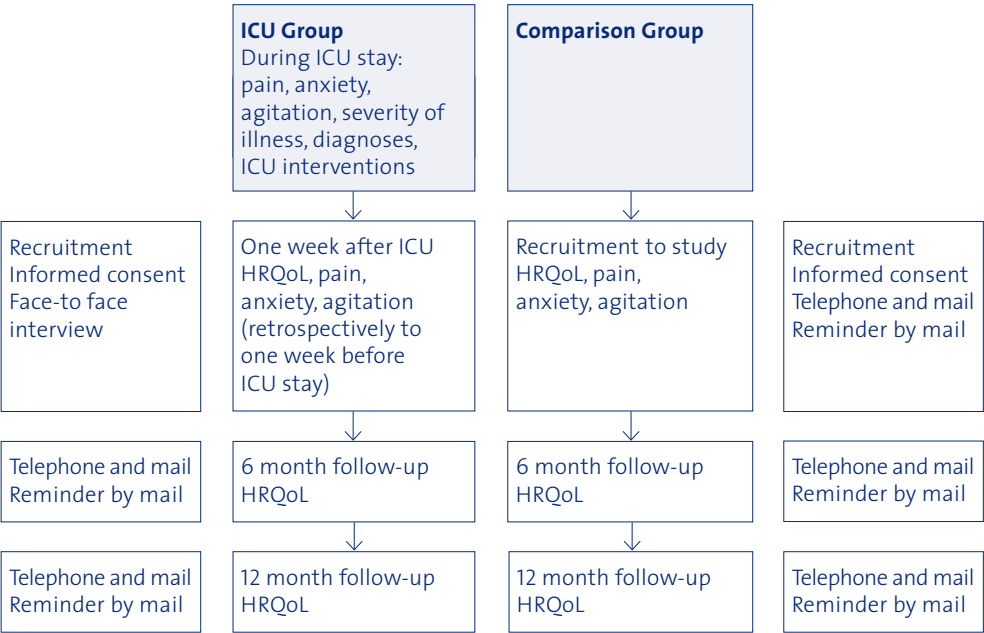 ICU Group
During ICU stay:
pain, anxiety,
agitation, severity of
illness, diagnoses,
ICU interventions
Comparison Group
Recruitment
Informed consent
Face-to face
interview
One week after ICU
HRQoL, pain,
anxiety, agitation
(retrospectively to
one week before
ICU stay)
Recruitment to study
HRQoL, pain,
anxiety, agitation
Recruitment
Informed consent
Telephone and mail
Reminder by mail
Telephone and mail
Reminder by mail
6 month follow-up
HRQoL
6 month follow-up
HRQoL
Telephone and mail
Reminder by mail
Telephone and mail
Reminder by mail
12 month follow-up
HRQoL
12 month follow-up
HRQoL
Telephone and mail
Reminder by mail